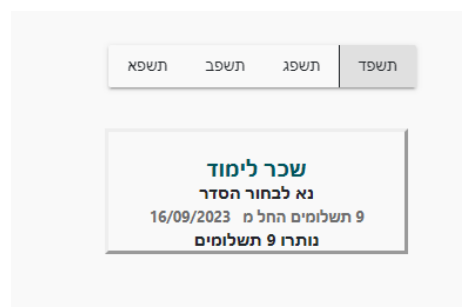 תשפד תשפג תשפב תשפא
שכר לימוד
נא לבחור הסדר
9 תשלומים החל מ 16/09/2023
נותרו 9 תשלומים